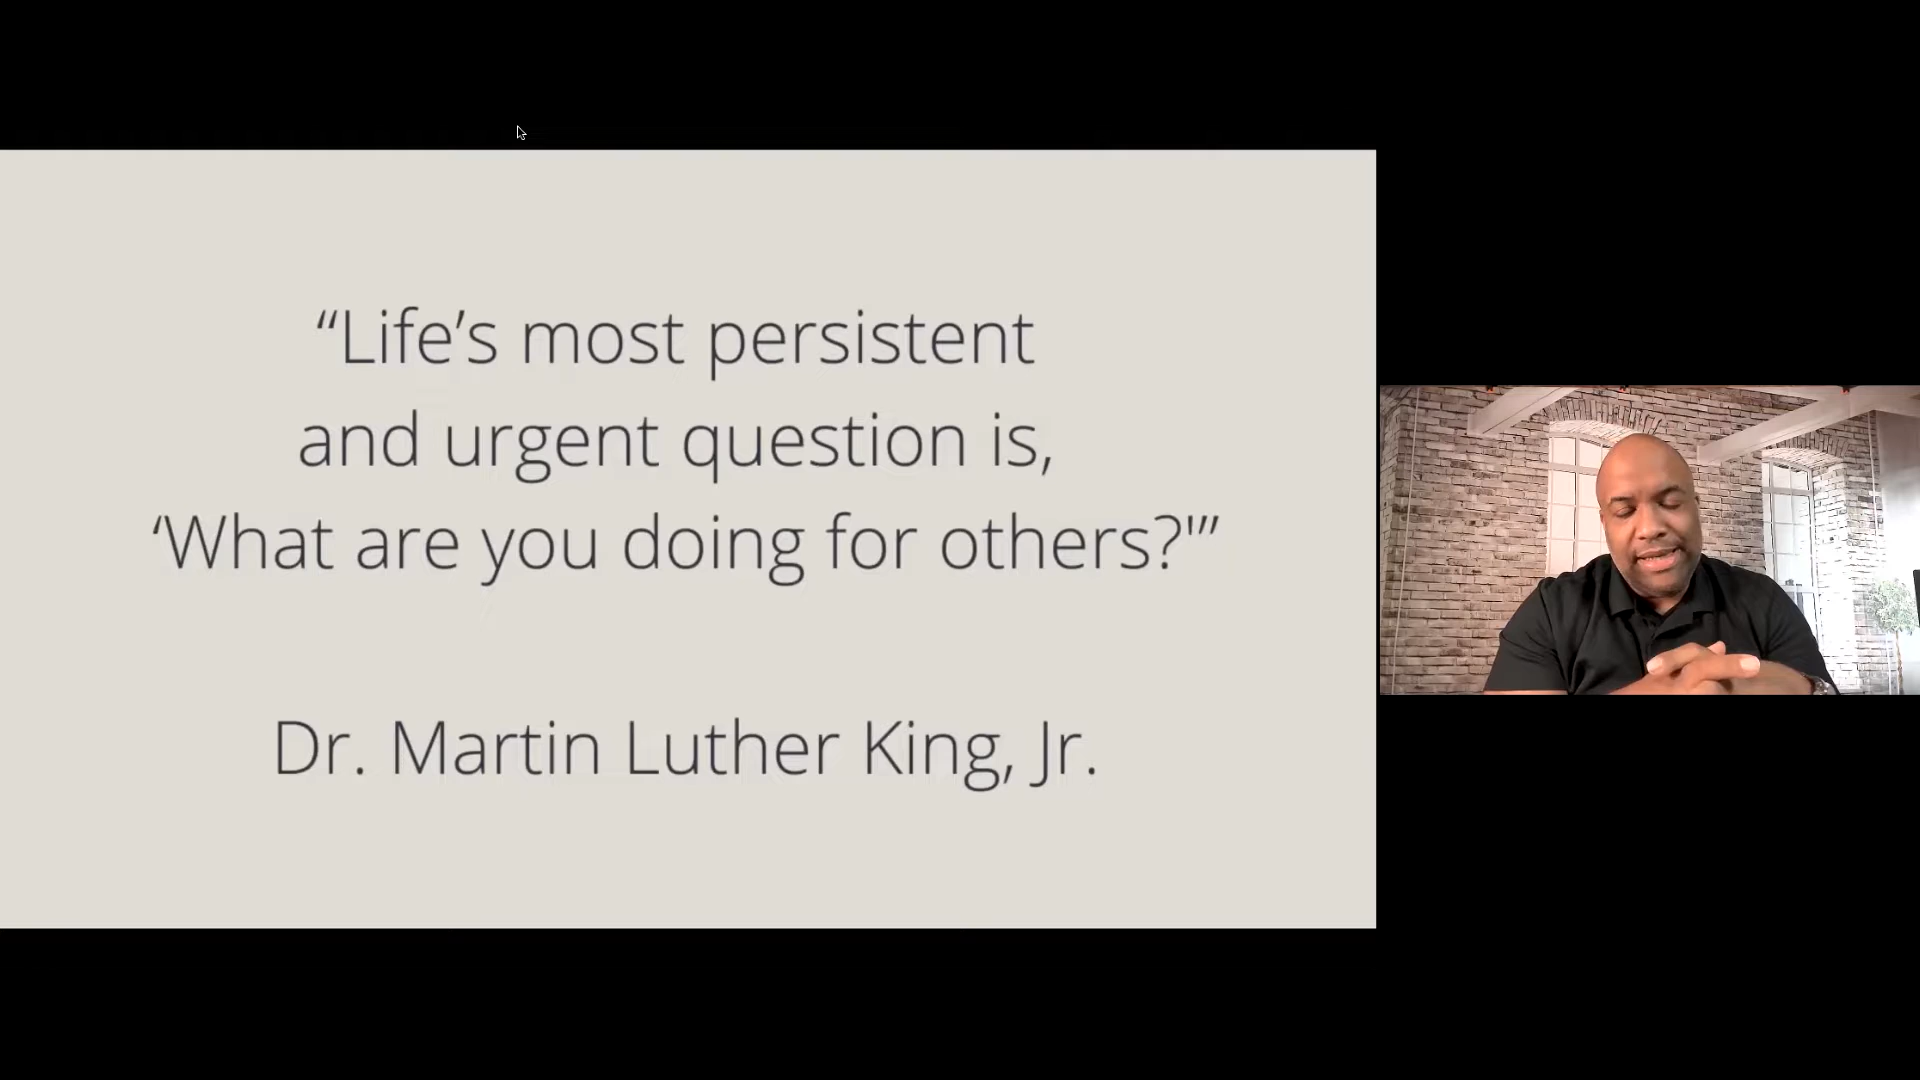 “Life’s most persistent
and urgent question is,
‘What are you doing for others?'”
Dr. Martin Luther King, Jr.